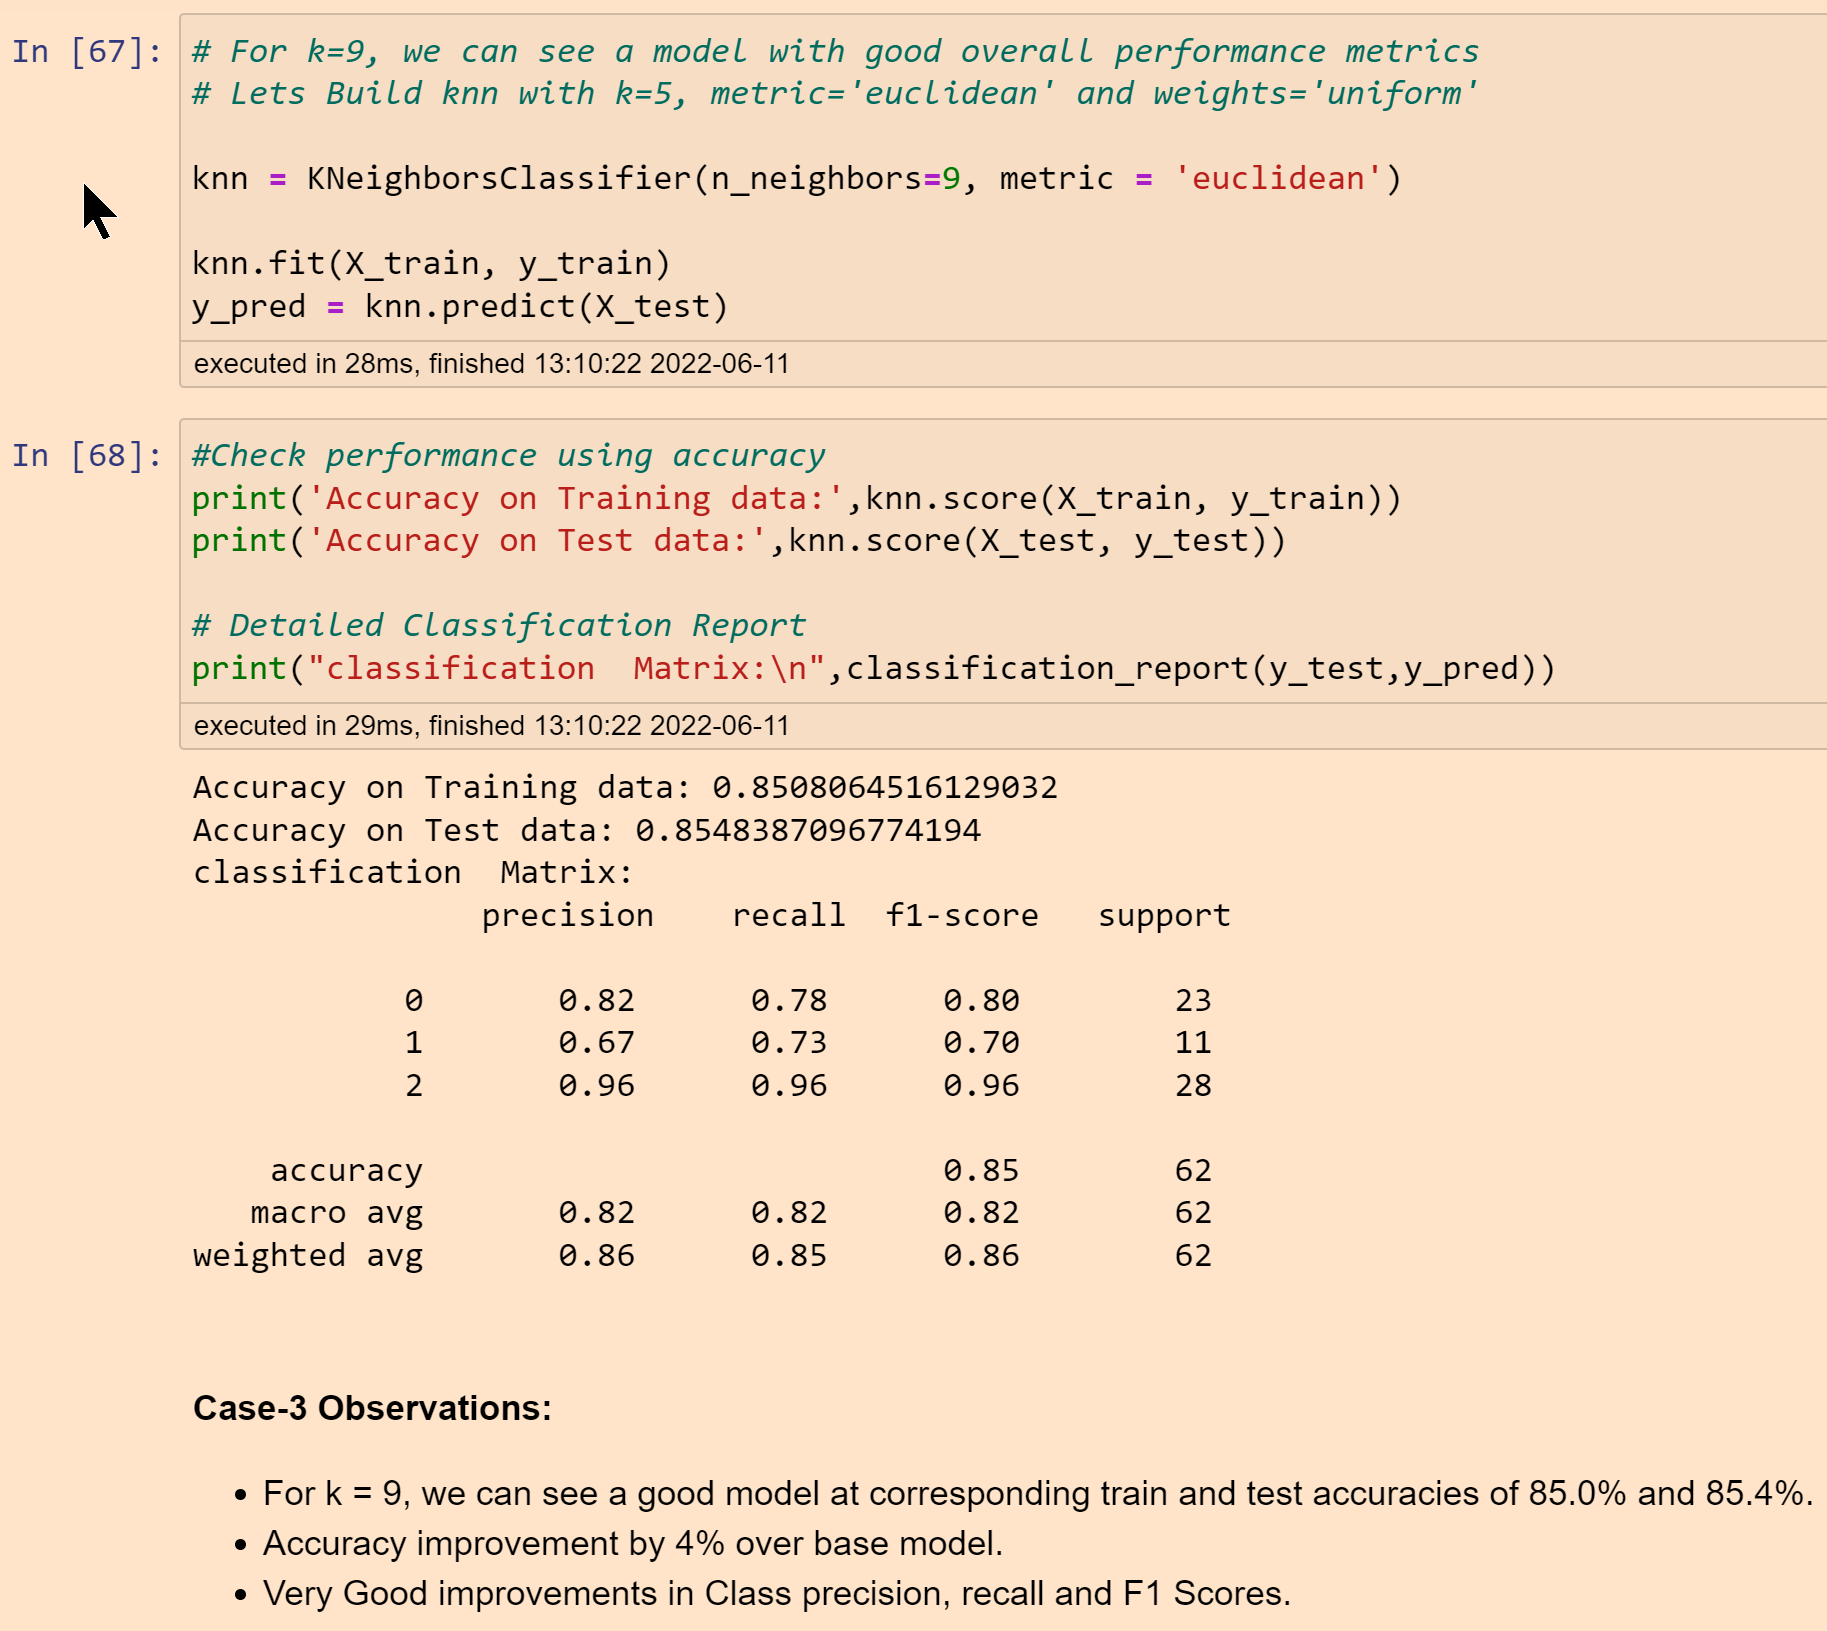 In [67]:
# For k=9, we can see a model with good overall performance metrics
# Lets Build knn with k=5, metric='euclidean' and weights='uniform'
knn = KNeighborsClassifier(n_neighbors=9, metric = 'euclidean')
knn.fit(X_train, y_train)
y_pred = knn.predict(X_test)
executed in 28ms, finished 13:10:22 2022-06-11
In [68]:
#Check performance using accuracy
print('Accuracy on Training data:',knn.score(X_train, y_train))
print('Accuracy on Test data:',knn.score(X_test, y_test))
# Detailed Classification Report
print("classification  Matrix:\n",classification_report(y_test,y_pred))
executed in 29ms, finished 13:10:22 2022-06-11
Accuracy on Training data: 0.8508064516129032
Accuracy on Test data: 0.8548387096774194
classification  Matrix:
precision    recall  f1-score   support
0       0.82      0.78      0.80        23
1       0.67      0.73      0.70        11
2       0.96      0.96      0.96        28
accuracy                           0.85        62
macro avg       0.82      0.82      0.82        62
weighted avg       0.86      0.85      0.86        62
Case-3 Observations:
• For k = 9, we can see a good model at corresponding train and test accuracies of 85.0% and 85.4%.
• Accuracy improvement by 4% over base model.
• Very Good improvements in Class precision, recall and F1 Scores.